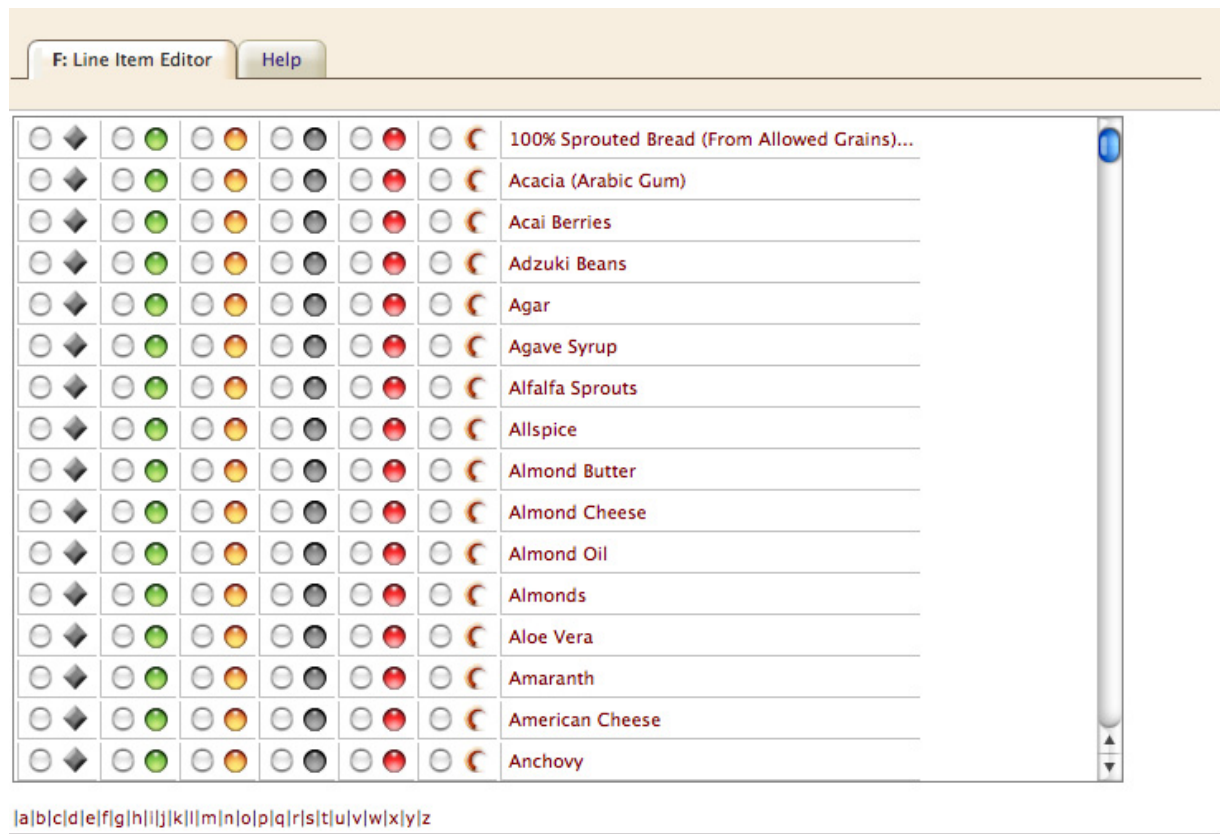 F: Line Item Editor Help
100% Sprouted Bread (From Allowed Grains)...
Acacia (Arabic Gum)
Acai Berries
Adzuki Beans
Agar
Agave Syrup
Alfalfa Sprouts
Allspice
Almond Butter
Almond Cheese
Almond Oil
Almonds
Aloe Vera
Amaranth
American Cheese
Anchovy
|a|b|c|d|e|f|g|h|i|j|k|l|m|n|o|p|q|r|s|t|u|v|w|x|y|z